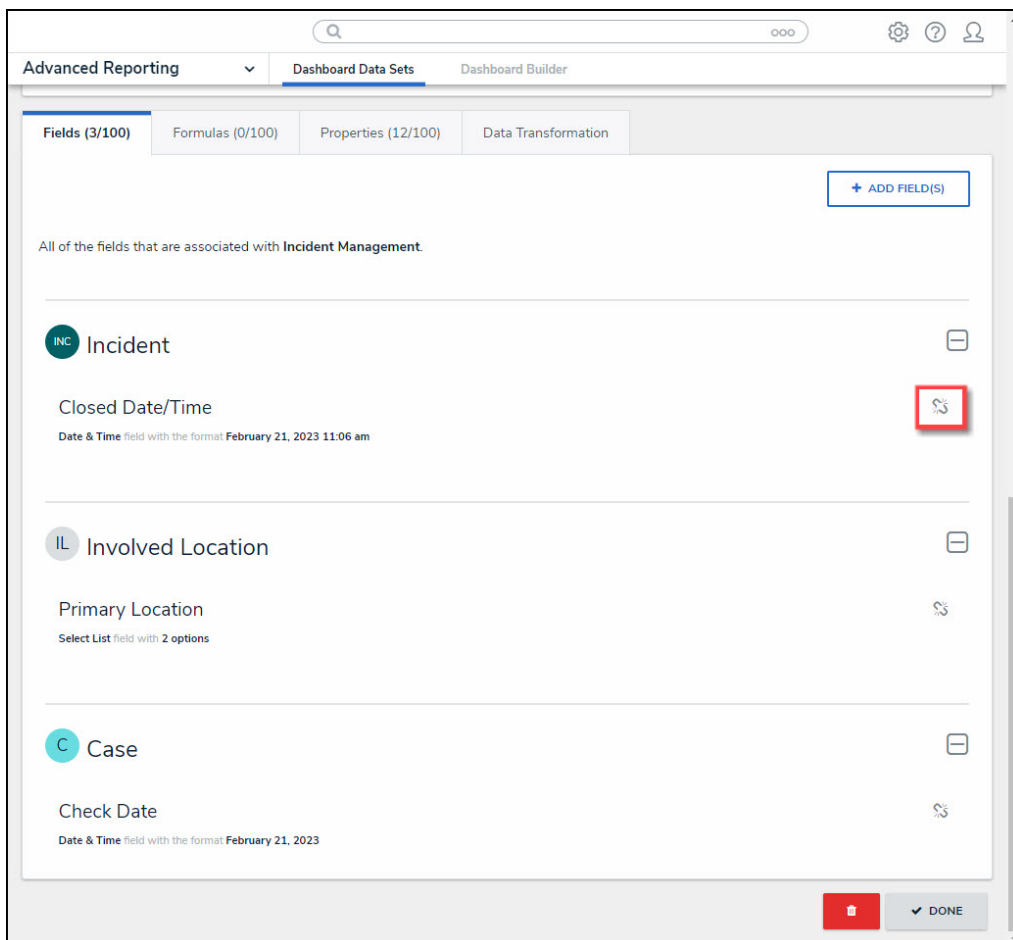 Advanced Reporting
Dashboard Data Sets
Dashboard Builder
Fields (3/100)
Formulas (0/100)
Properties (12/100)
Data Transformation
+ ADD FIELD(S)
All of the fields that are associated with Incident Management.
INC Incident
Closed Date/Time
Date & Time field with the format February 21, 2023 11:06 am
IL Involved Location
Primary Location
Select List field with 2 options
C Case
Check Date
Date & Time field with the format February 21, 2023
DONE